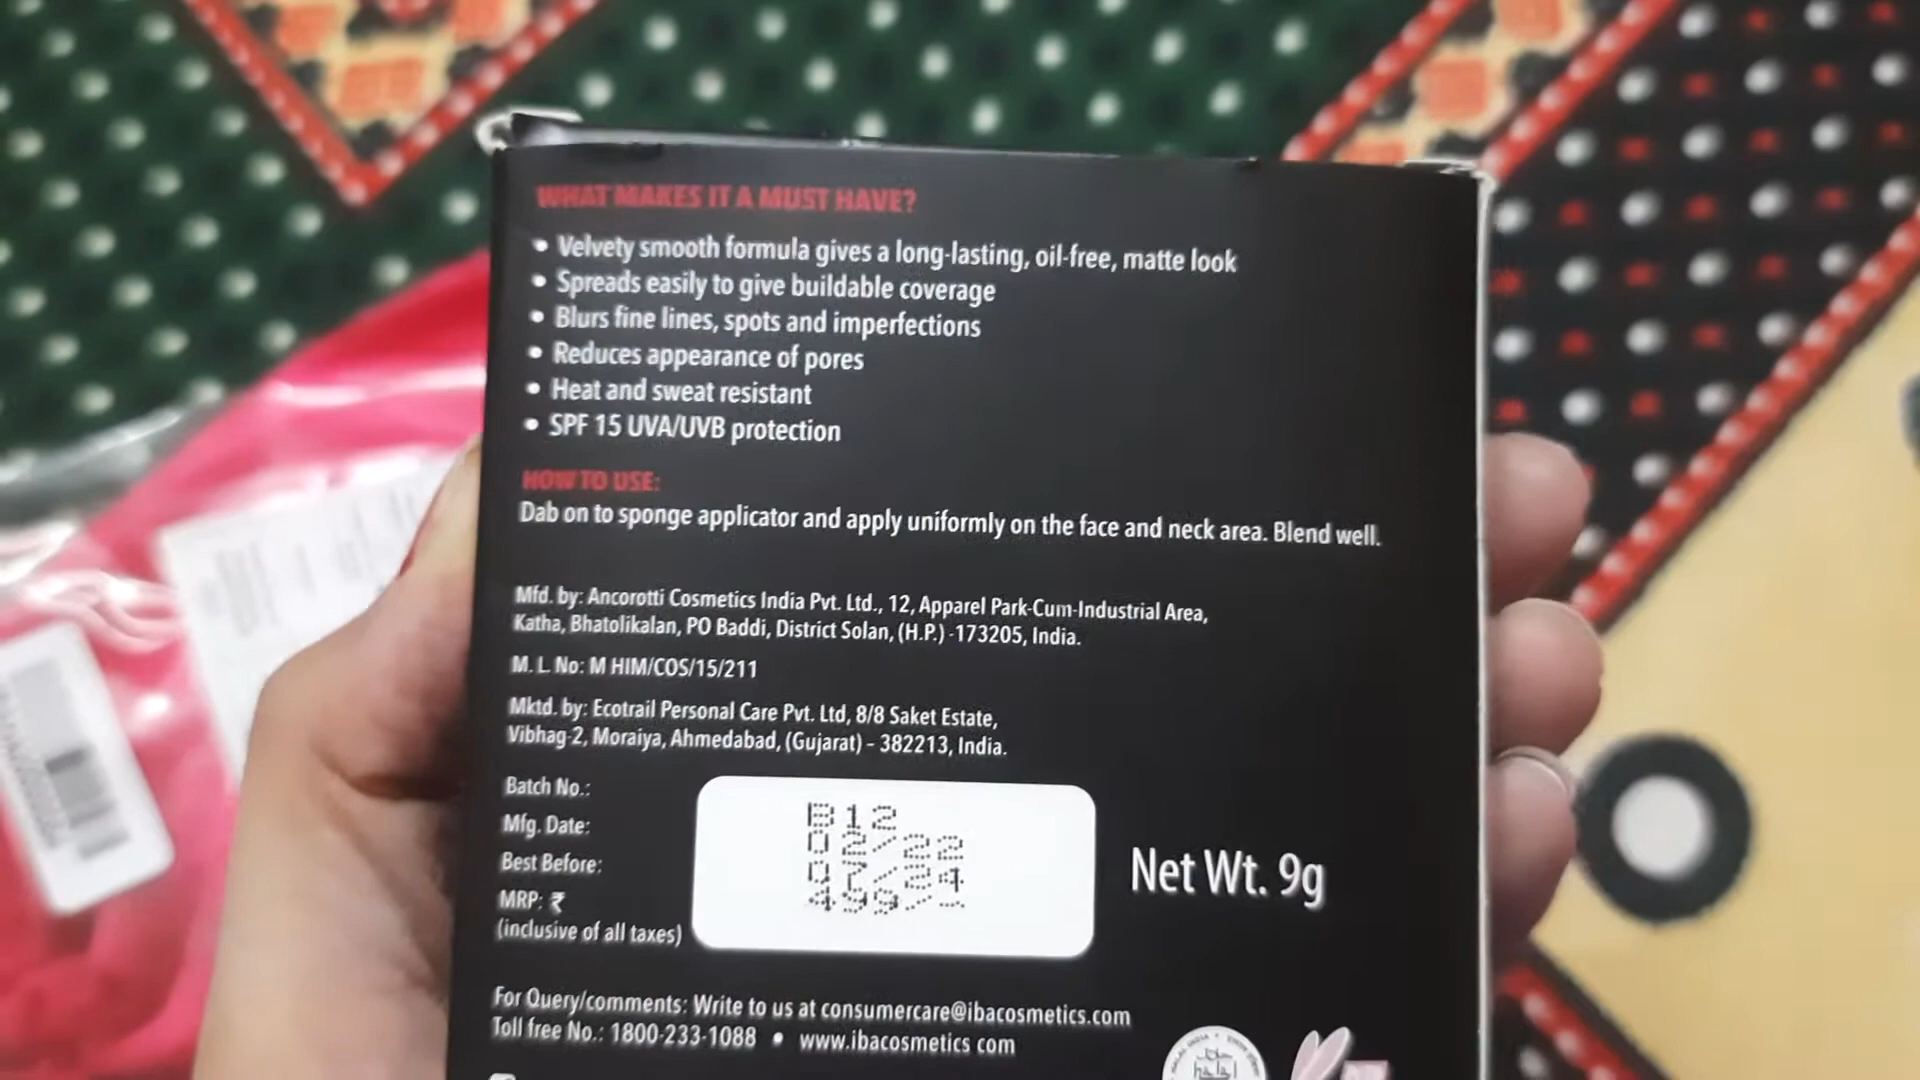 WHAT MAKES IT A MUST HAVE?
• Velvety smooth formula gives a long-lasting, oil-free, matte look
• Spreads easily to give buildable coverage
• Blurs fine lines, spots and imperfections
• Reduces appearance of pores
• Heat and sweat resistant
• SPF 15 UVA/UVB protection
HOW TO USE:
Dab on to sponge applicator and apply uniformly on the face and neck area. Blend well.
Mfd. by: Ancorotti Cosmetics India Pvt. Ltd., 12, Apparel Park-Cum-Industrial Area,
Katha, Bhatolikalan, PO Baddi, District Solan, (H.P.) -173205, India.
M. L. No: M HIM/COS/15/211
Mktd. by: Ecotrail Personal Care Pvt. Ltd, 8/8 Saket Estate,
Vibhag-2, Moraiya, Ahmedabad, (Gujarat) – 382213, India.
Batch No.: B12
Mfg. Date: 02/22
Best Before: 07/24
MRP: ₹ 499/-
(inclusive of all taxes)
Net Wt. 9g
For Query/comments: Write to us at consumercare@ibacosmetics.com
Toll free No.: 1800-233-1088 • www.ibacosmetics com
halal